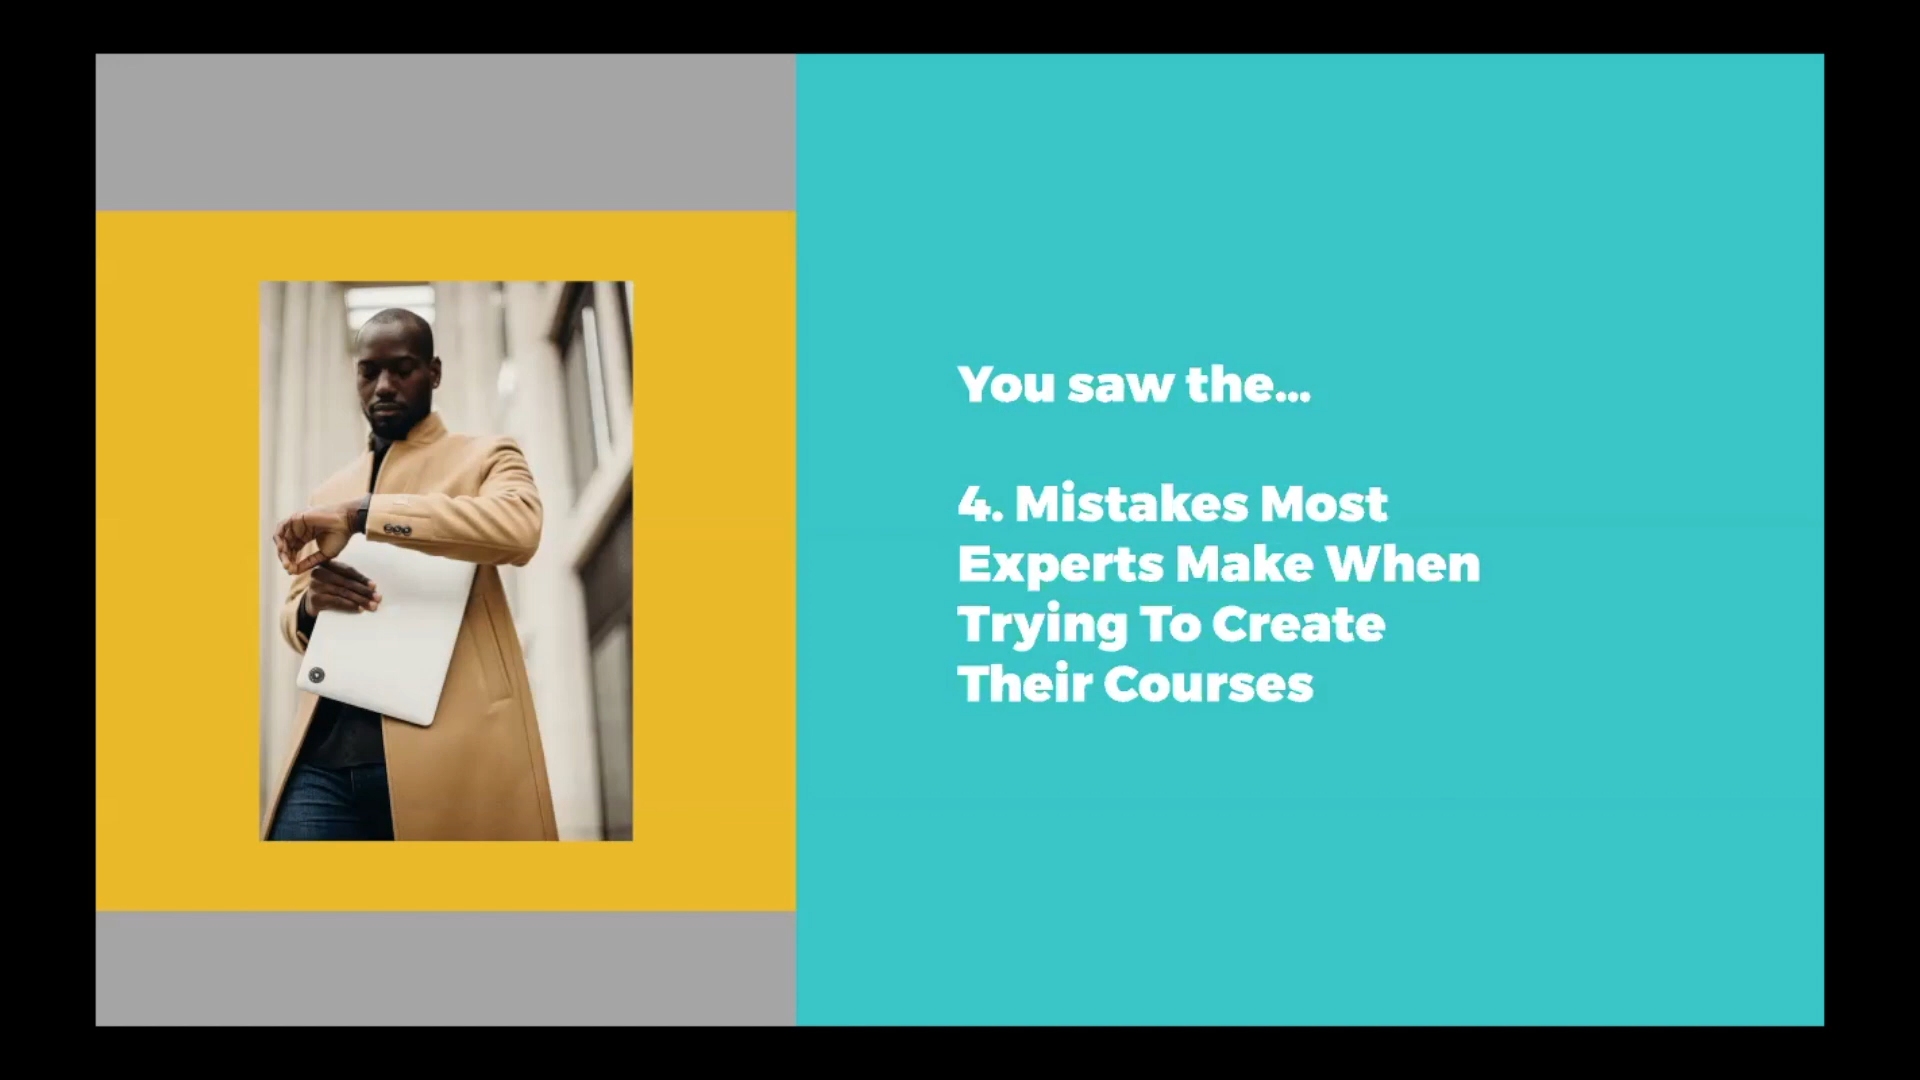 You saw the...
4. Mistakes Most
Experts Make When
Trying To Create
Their Courses